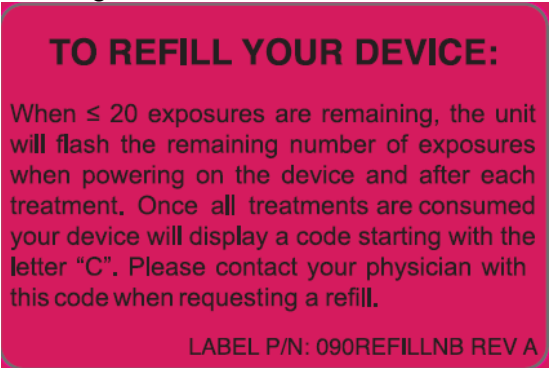 TO REFILL YOUR DEVICE:
When ≤ 20 exposures are remaining, the unit
will flash the remaining number of exposures
when powering on the device and after each
treatment. Once all treatments are consumed
your device will display a code starting with the
letter “C”. Please contact your physician with
this code when requesting a refill.
LABEL P/N: 090REFILLNB REV A